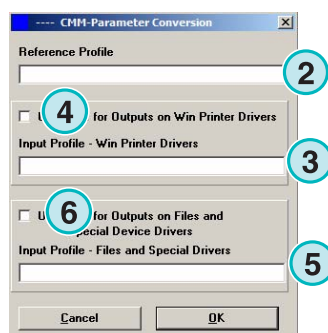 ---- CMM-Parameter Conversion
Reference Profile
2
4
for Outputs on Win Printer Drivers
Input Profile - Win Printer Drivers
3
6
for Outputs on Files and
Device Drivers
Input Profile - Files and Special Drivers
5
Cancel OK